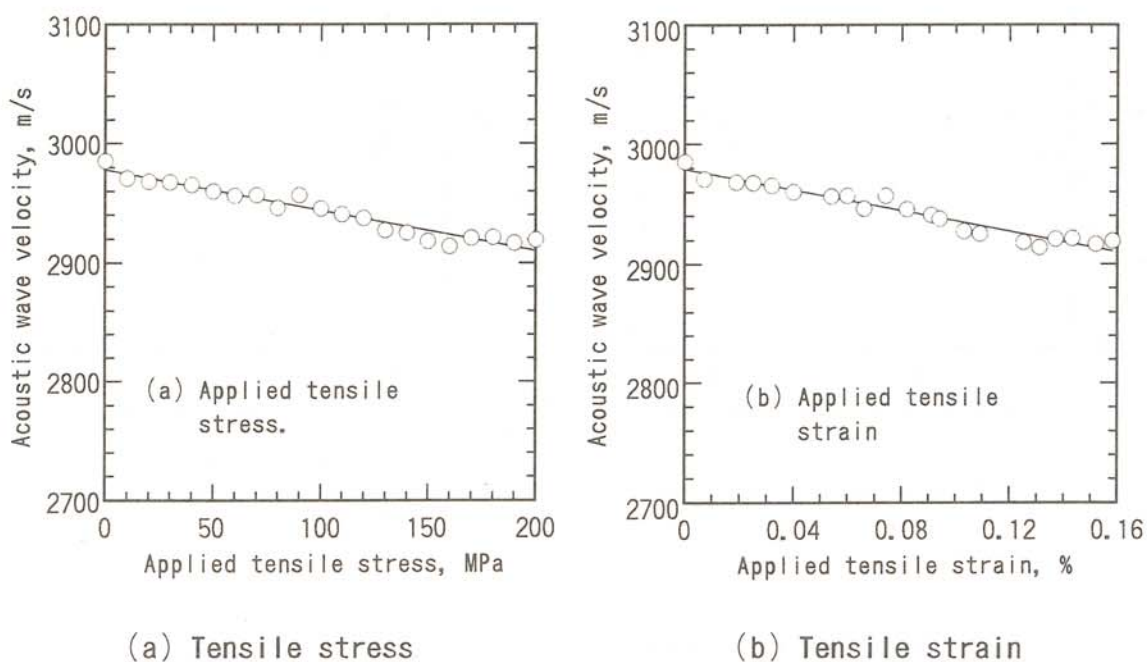 Acoustic wave velocity, m/s
3100
3000
2900
2800
2700
(a) Applied tensile
stress.
0 50 100 150 200
Applied tensile stress, MPa
(a) Tensile stress
Acoustic wave velocity, m/s
3100
3000
2900
2800
2700
(b) Applied tensile
strain
0 0.04 0.08 0.12 0.16
Applied tensile strain, %
(b) Tensile strain